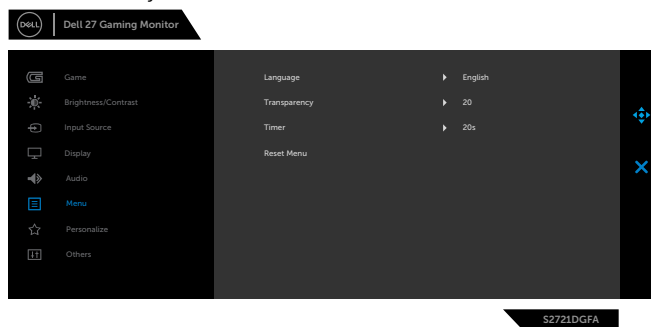 DELL Dell 27 Gaming Monitor
Game
Brightness/Contrast
Input Source
Display
Audio
Menu
Personalize
Others
Language English
Transparency 20
Timer 20s
Reset Menu
S2721DGFA